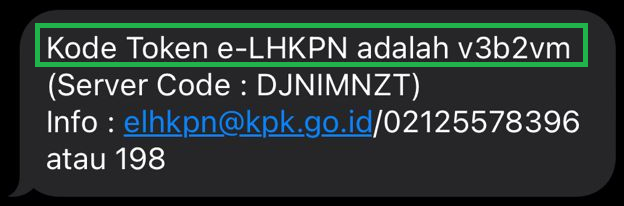 Kode Token e-LHKPN adalah v3b2vm
(Server Code : DJNIMNZT)
Info : elhkpn@kpk.go.id/02125578396
atau 198